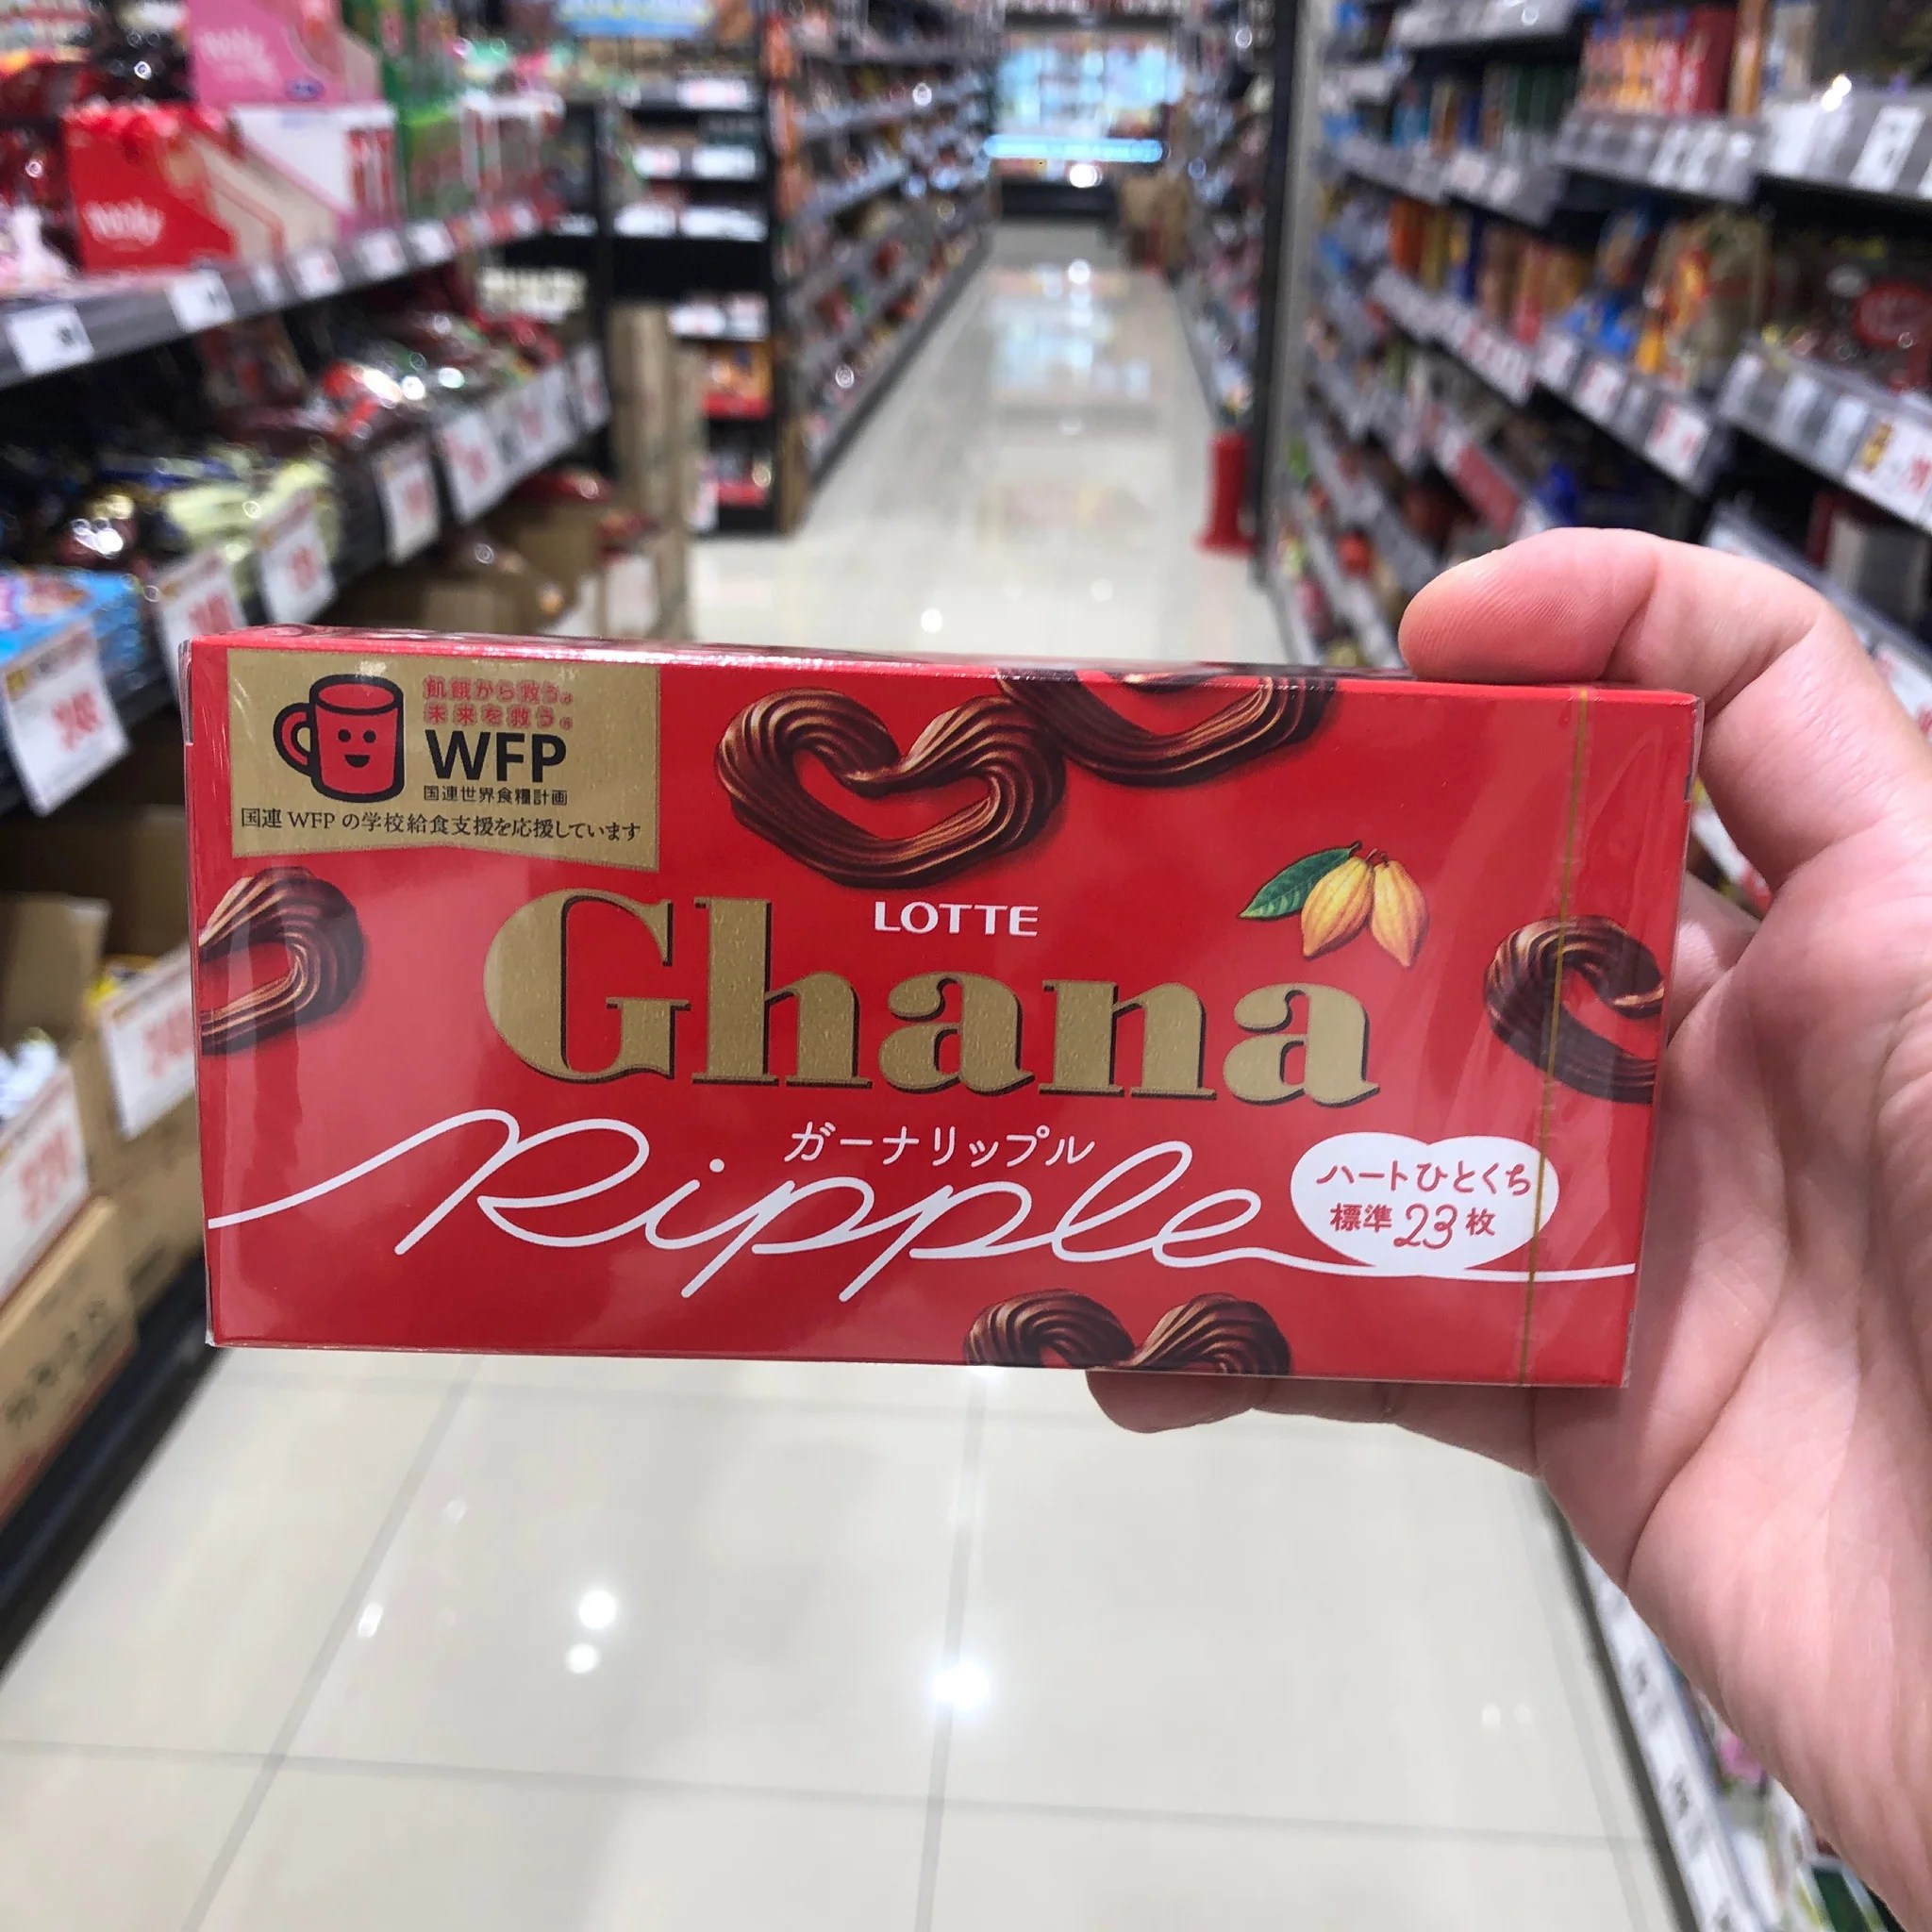 飢餓から救う。
未来を救う。
WFP
国連世界食糧計画
国連 WFP の学校給食支援を応援しています
LOTTE
Ghana
ガーナリップル
Ripple
ハートひとくち
標準 23 枚